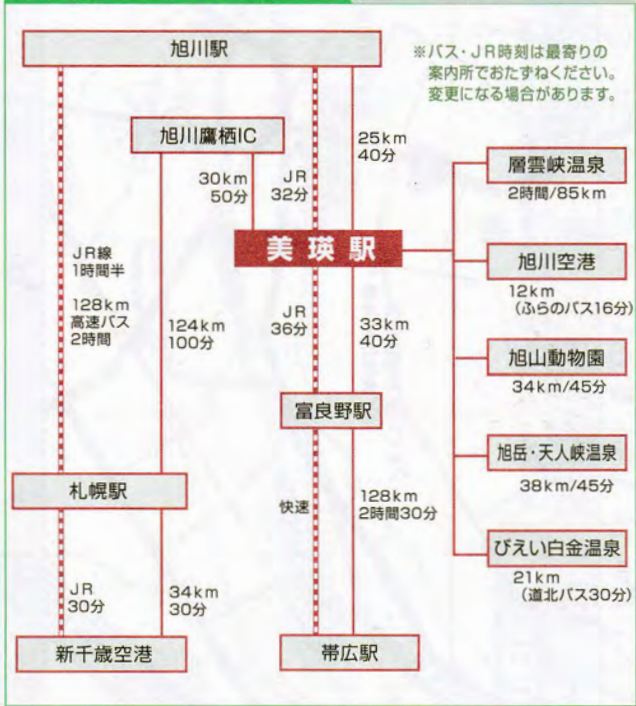 旭川駅
※バス・JR時刻は最寄りの
案内所でおたずねください。
変更になる場合があります。
旭川鷹栖IC
30km
50分
JR
32分
25km
40分
美瑛駅
層雲峡温泉
2時間/85km
旭川空港
12km
(ふらのバス16分)
JR線
1時間半
128km
高速バス
2時間
124km
100分
JR
36分
33km
40分
旭山動物園
34km/45分
富良野駅
旭岳・天人峡温泉
38km/45分
札幌駅
快速
128km
2時間30分
びえい白金温泉
21km
(道北バス30分)
JR
30分
34km
30分
新千歳空港
帯広駅